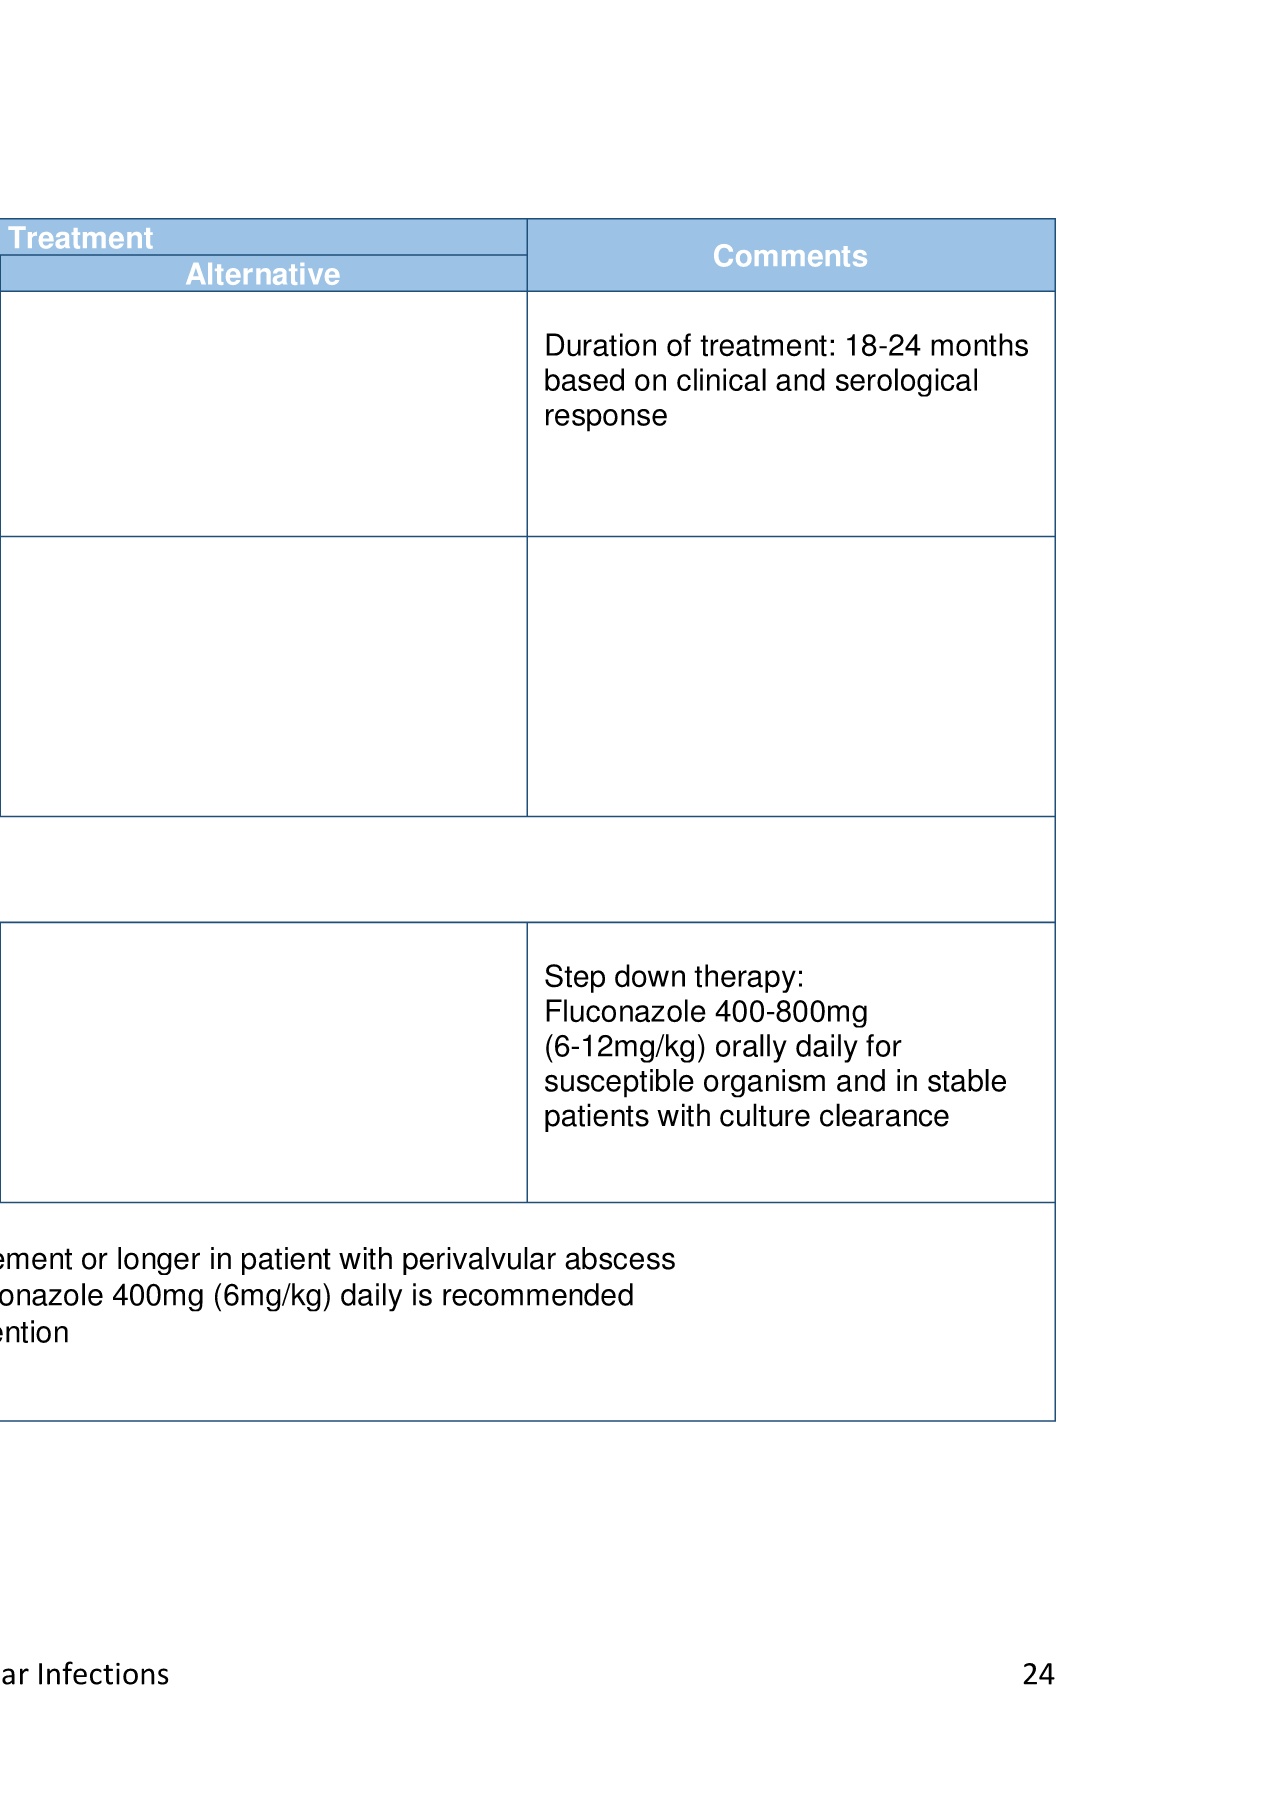 Treatment
Comments
Alternative
Duration of treatment: 18-24 months
based on clinical and serological
response
Step down therapy:
Fluconazole 400-800mg
(6-12mg/kg) orally daily for
susceptible organism and in stable
patients with culture clearance
ement or longer in patient with perivalvular abscess
onazole 400mg (6mg/kg) daily is recommended
ention
ar Infections
24